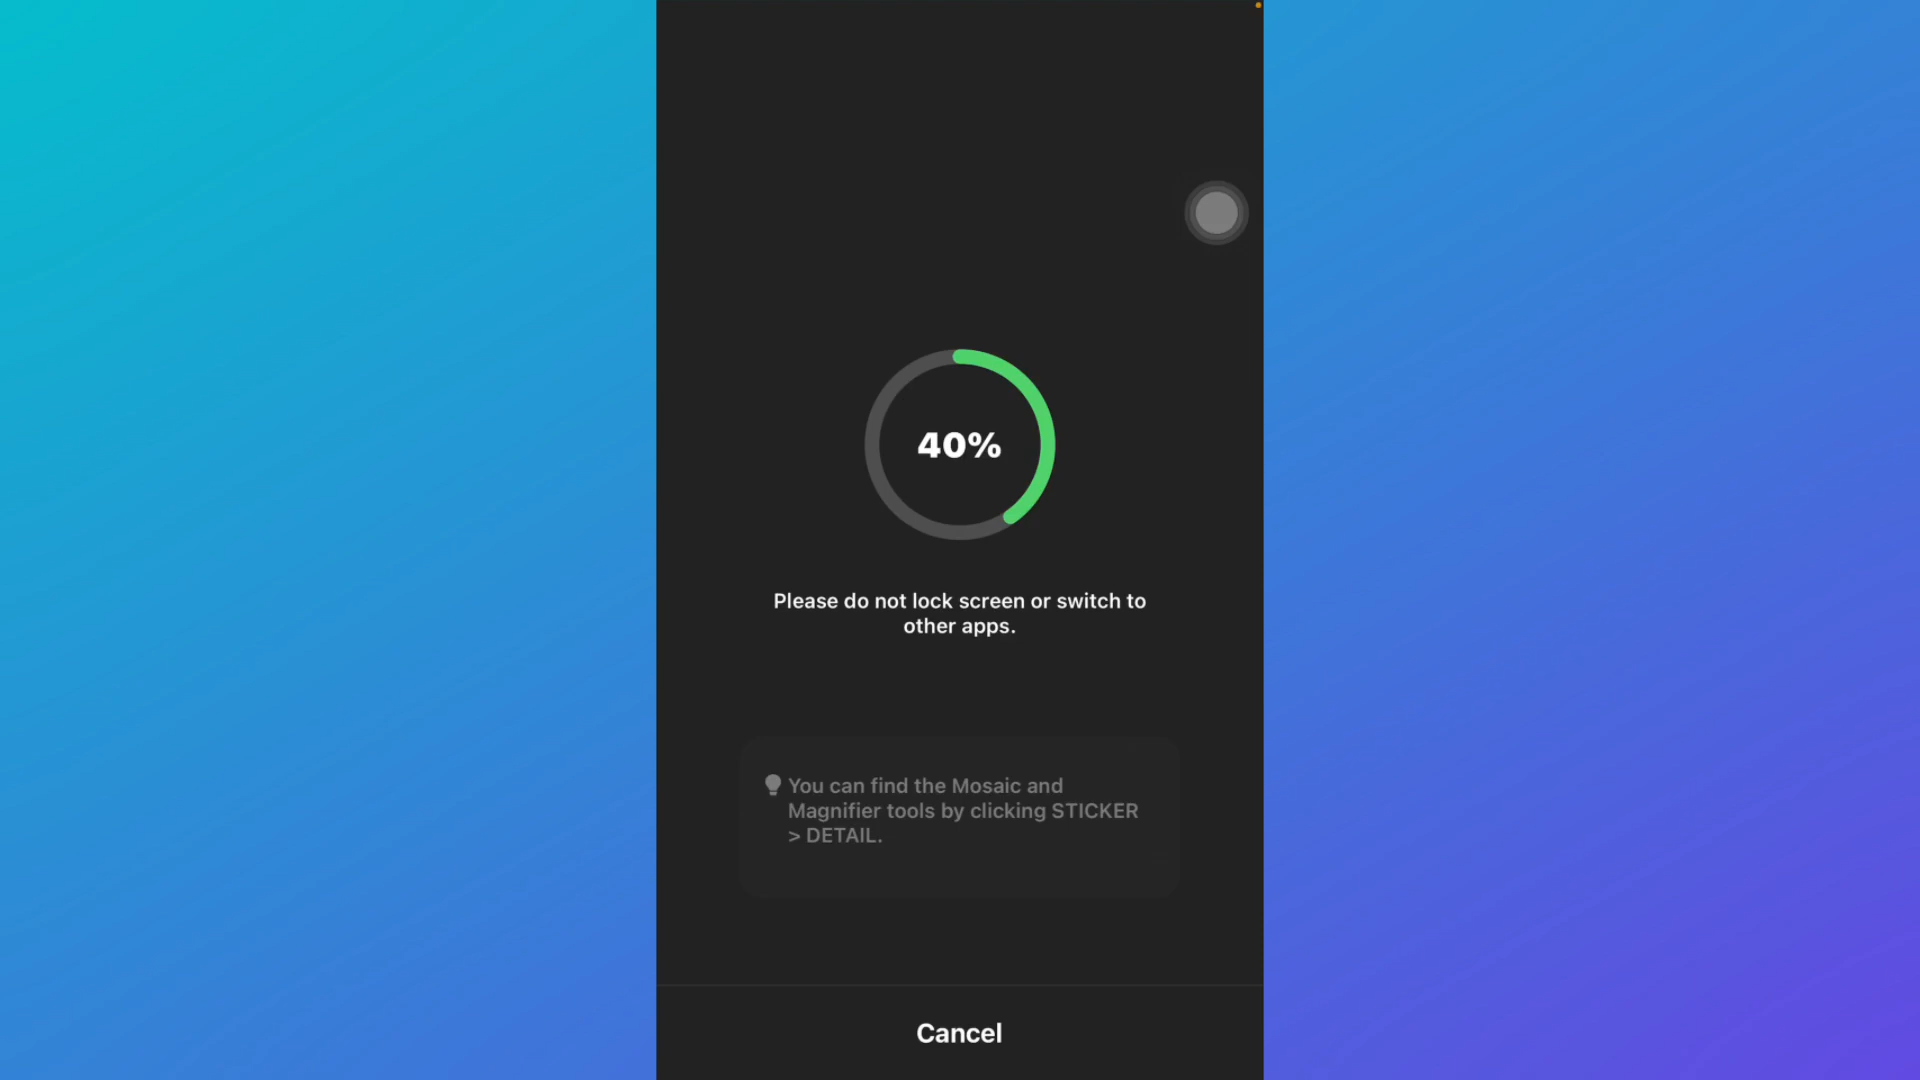 40%
Please do not lock screen or switch to
other apps.
You can find the Mosaic and
Magnifier tools by clicking STICKER
> DETAIL.
Cancel